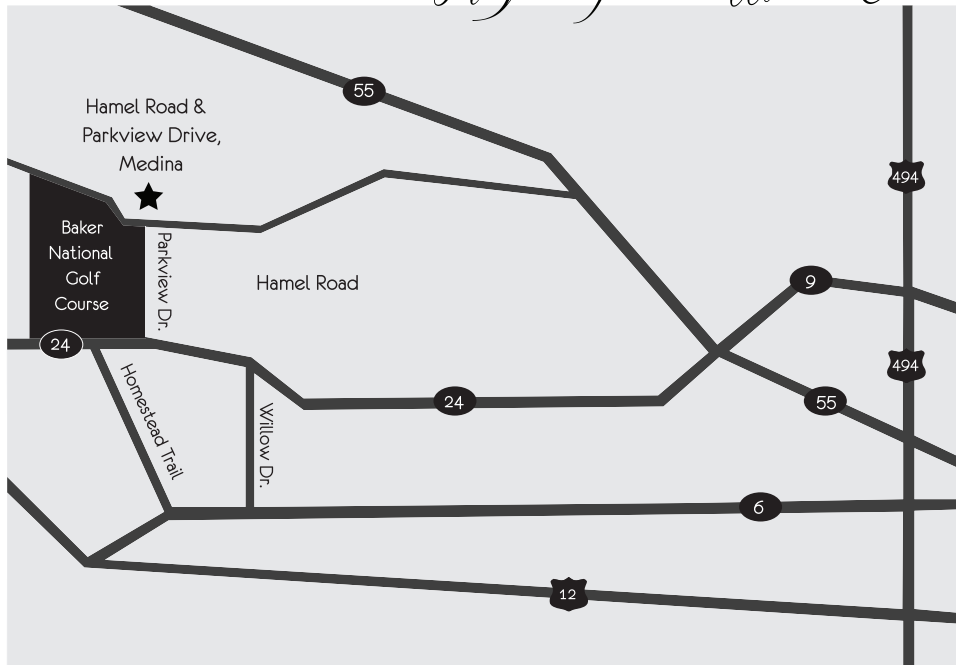 55
Hamel Road &
Parkview Drive,
Medina
494
Baker
National
Golf
Course
Parkview Dr.
Hamel Road
9
24
494
Homestead Trail
Willow Dr.
24
55
6
12